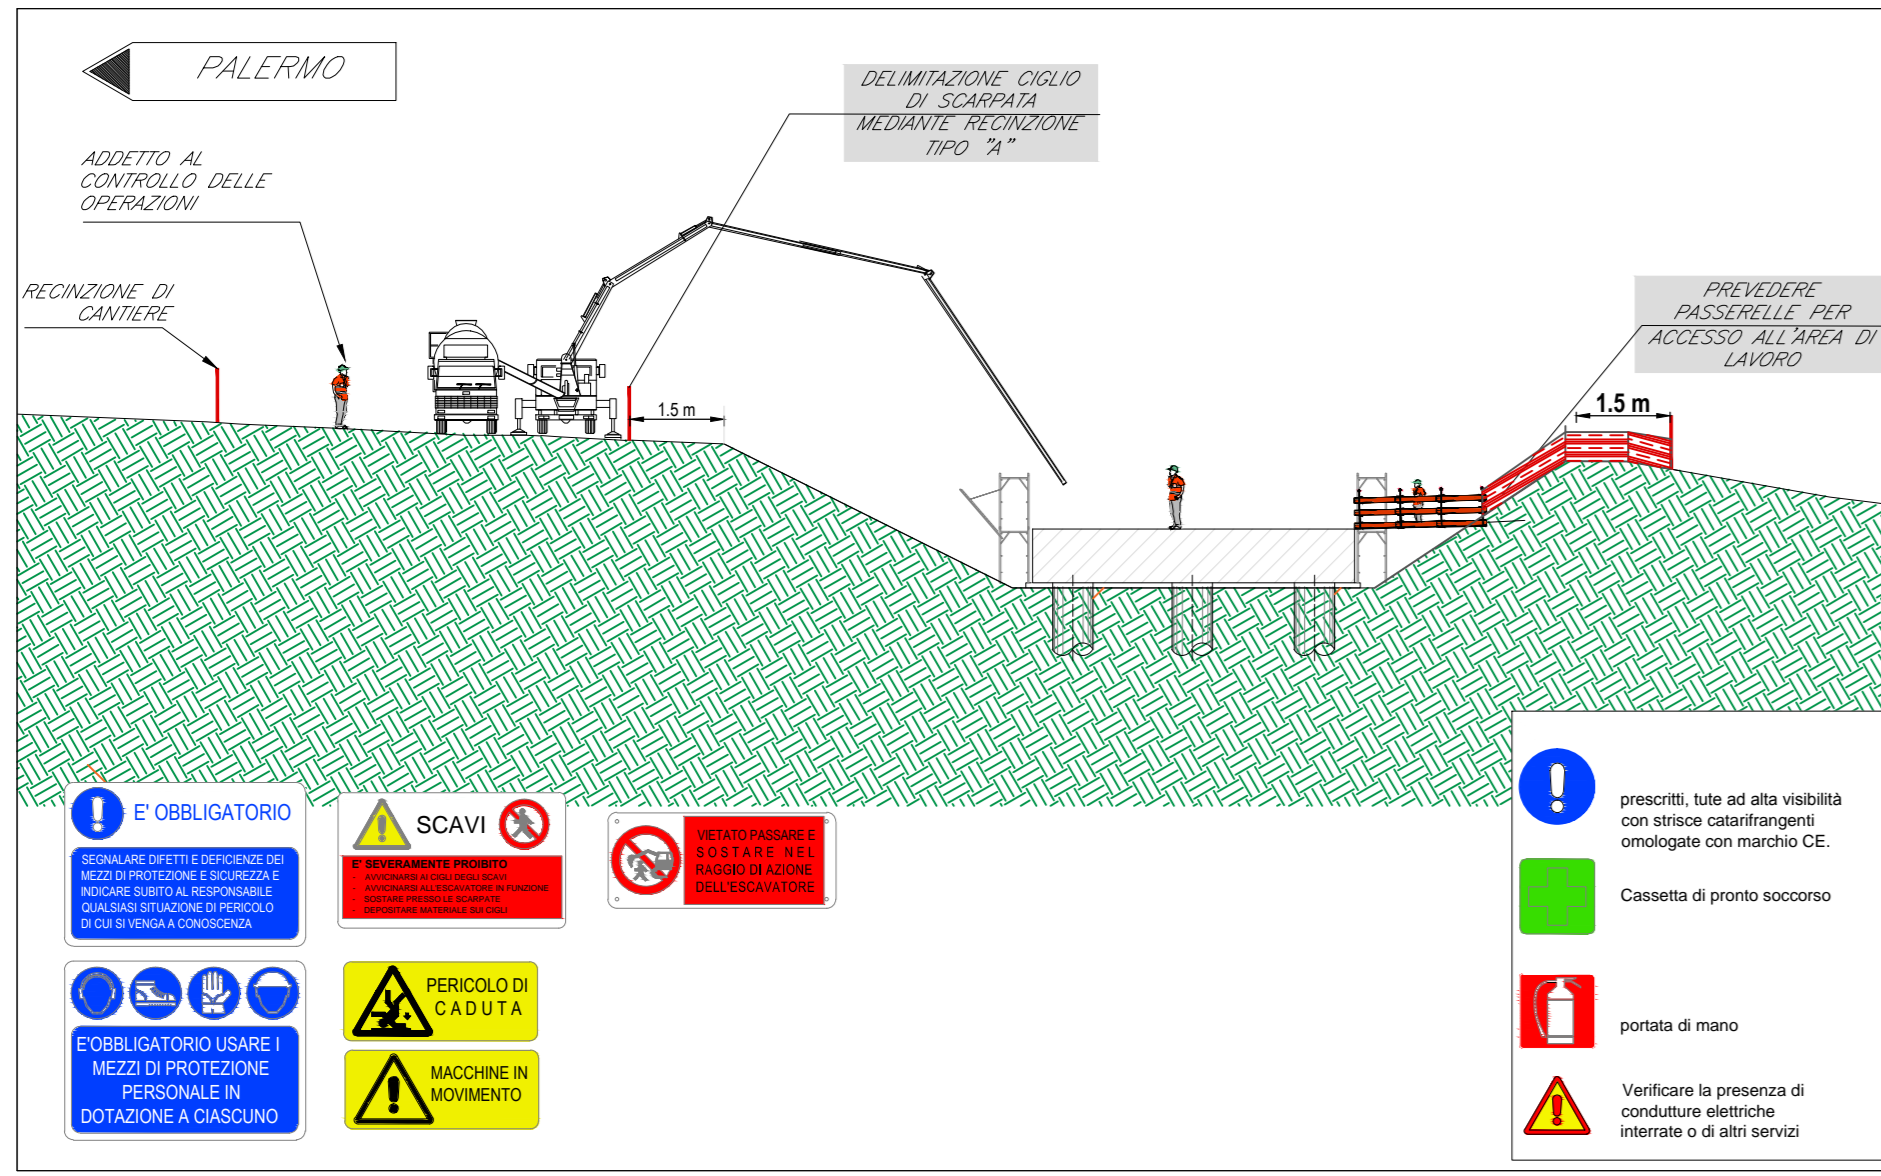 PALERMO
DELIMITAZIONE CIGLIO
DI SCARPATA
MEDIANTE RECINZIONE
TIPO "A"
ADDETTO AL
CONTROLLO DELLE
OPERAZIONI
RECINZIONE DI
CANTIERE
PREVEDERE
PASSERELLE PER
ACCESSO ALL'AREA DI
LAVORO
1.5 m
1.5 m
E' OBBLIGATORIO
SEGNALARE DIFETTI E DEFICIENZE DEI
MEZZI DI PROTEZIONE E SICUREZZA E
INDICARE SUBITO AL RESPONSABILE
QUALSIASI SITUAZIONE DI PERICOLO
DI CUI SI VENGA A CONOSCENZA
SCAVI
E' SEVERAMENTE PROIBITO
- AVVICINARSI AI CIGLI DEGLI SCAVI
- AVVICINARSI ALL'ESCAVATORE IN FUNZIONE
- SOSTARE PRESSO LE SCARPATE
- DEPOSITARE MATERIALE SUI CIGLI
VIETATO PASSARE E
SOSTARE NEL
RAGGIO DI AZIONE
DELL'ESCAVATORE
E'OBBLIGATORIO USARE I
MEZZI DI PROTEZIONE
PERSONALE IN
DOTAZIONE A CIASCUNO
PERICOLO DI
CADUTA
MACCHINE IN
MOVIMENTO
prescritti, tute ad alta visibilità
con strisce catarifrangenti
omologate con marchio CE.
Cassetta di pronto soccorso
portata di mano
Verificare la presenza di
condutture elettriche
interrate o di altri servizi